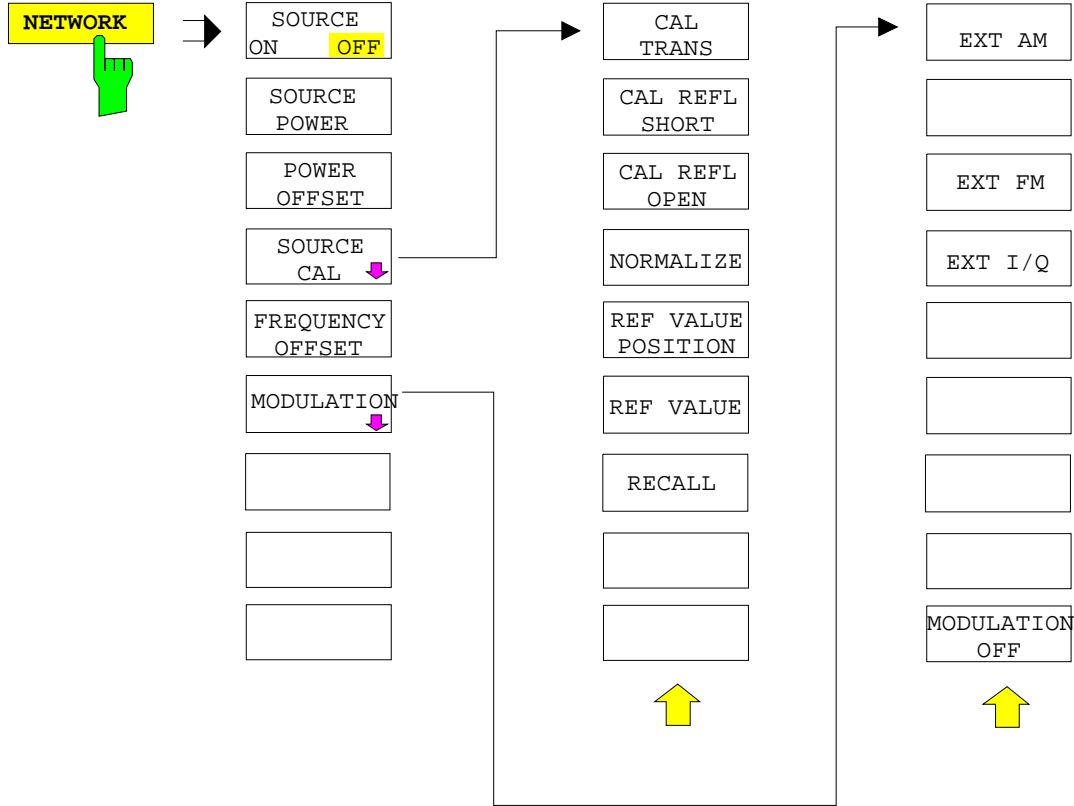 NETWORK
SOURCE
ON OFF
SOURCE
POWER
POWER
OFFSET
SOURCE
CAL
FREQUENCY
OFFSET
MODULATION
CAL
TRANS
CAL REFL
SHORT
CAL REFL
OPEN
NORMALIZE
REF VALUE
POSITION
REF VALUE
RECALL
EXT AM
EXT FM
EXT I/Q
MODULATION
OFF